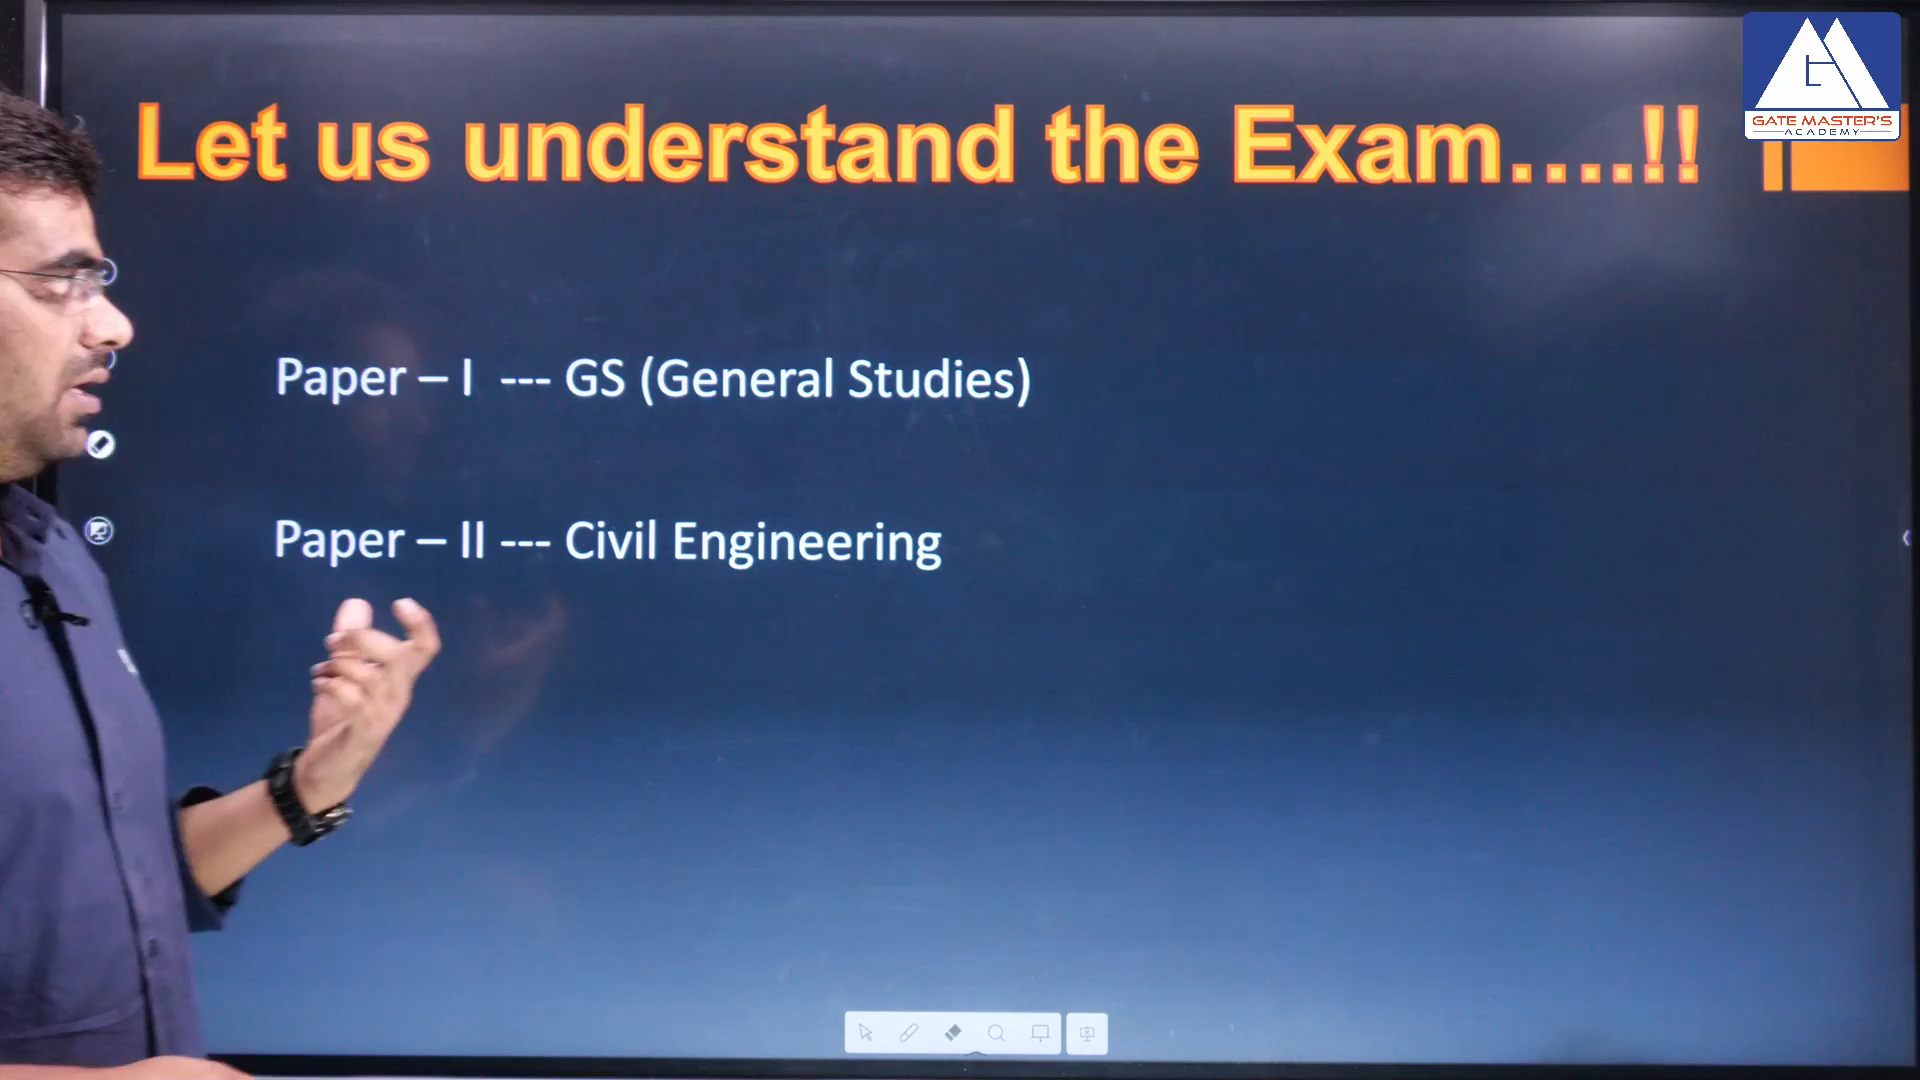 Let us understand the Exam....!!
GATE MASTER'S
ACADEMY
Paper – I --- GS (General Studies)
Paper – II --- Civil Engineering